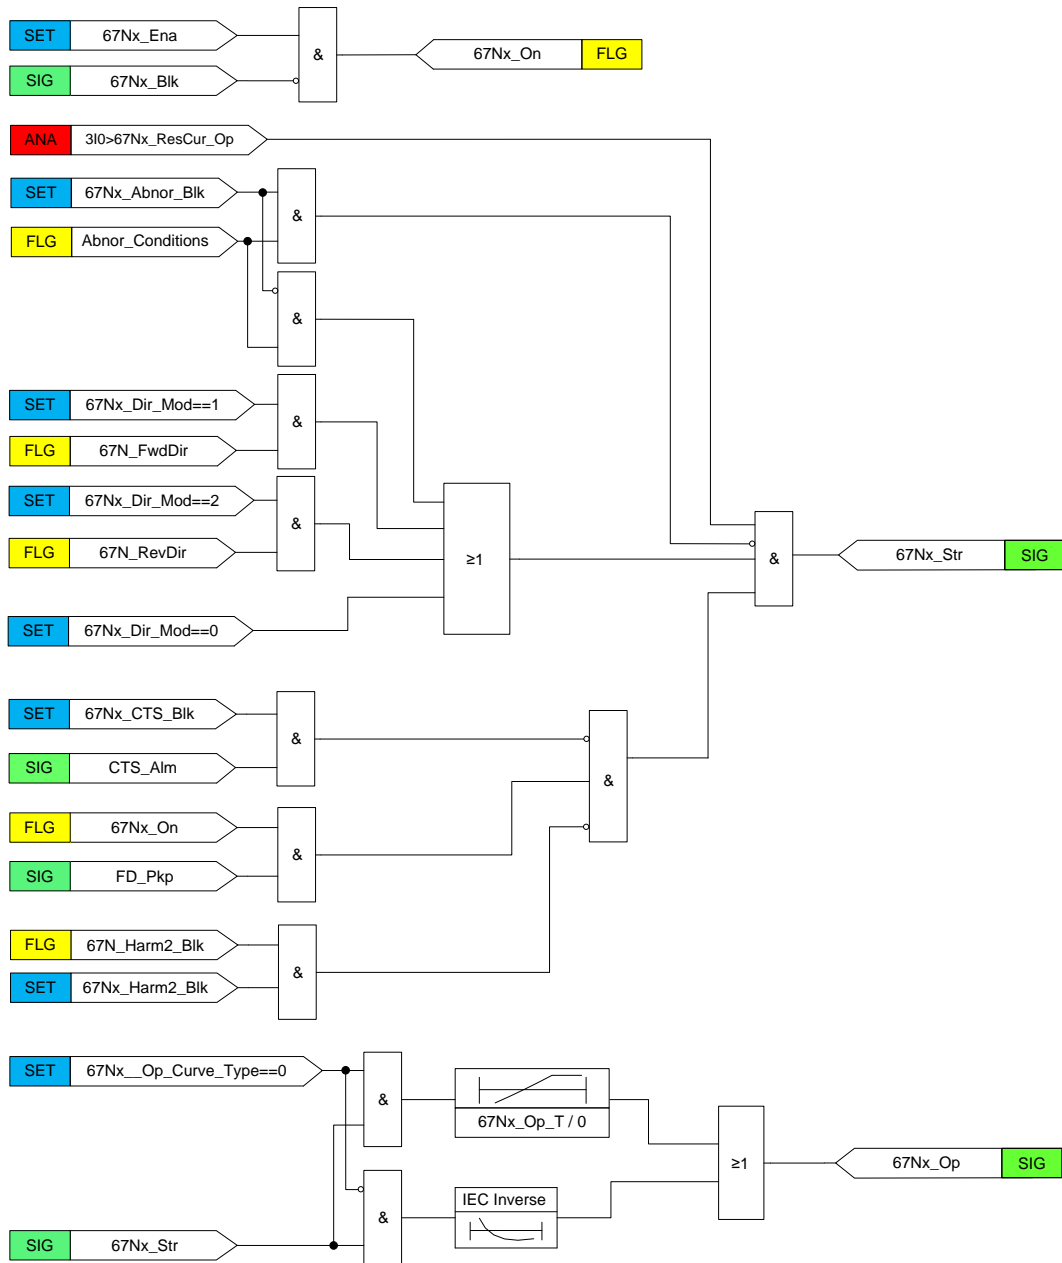 SET 67Nx_Ena
&
67Nx_On FLG
SIG 67Nx_Blk
ANA 3I0>67Nx_ResCur_Op
SET 67Nx_Abnor_Blk
&
FLG Abnor_Conditions
&
SET 67Nx_Dir_Mod==1
&
FLG 67N_FwdDir
SET 67Nx_Dir_Mod==2
&
FLG 67N_RevDir
≥1
&
67Nx_Str SIG
SET 67Nx_Dir_Mod==0
SET 67Nx_CTS_Blk
&
SIG CTS_Alm
&
FLG 67Nx_On
&
SIG FD_Pkp
FLG 67N_Harm2_Blk
&
SET 67Nx_Harm2_Blk
SET 67Nx__Op_Curve_Type==0
&
67Nx_Op_T / 0
≥1
67Nx_Op SIG
IEC Inverse
&
SIG 67Nx_Str